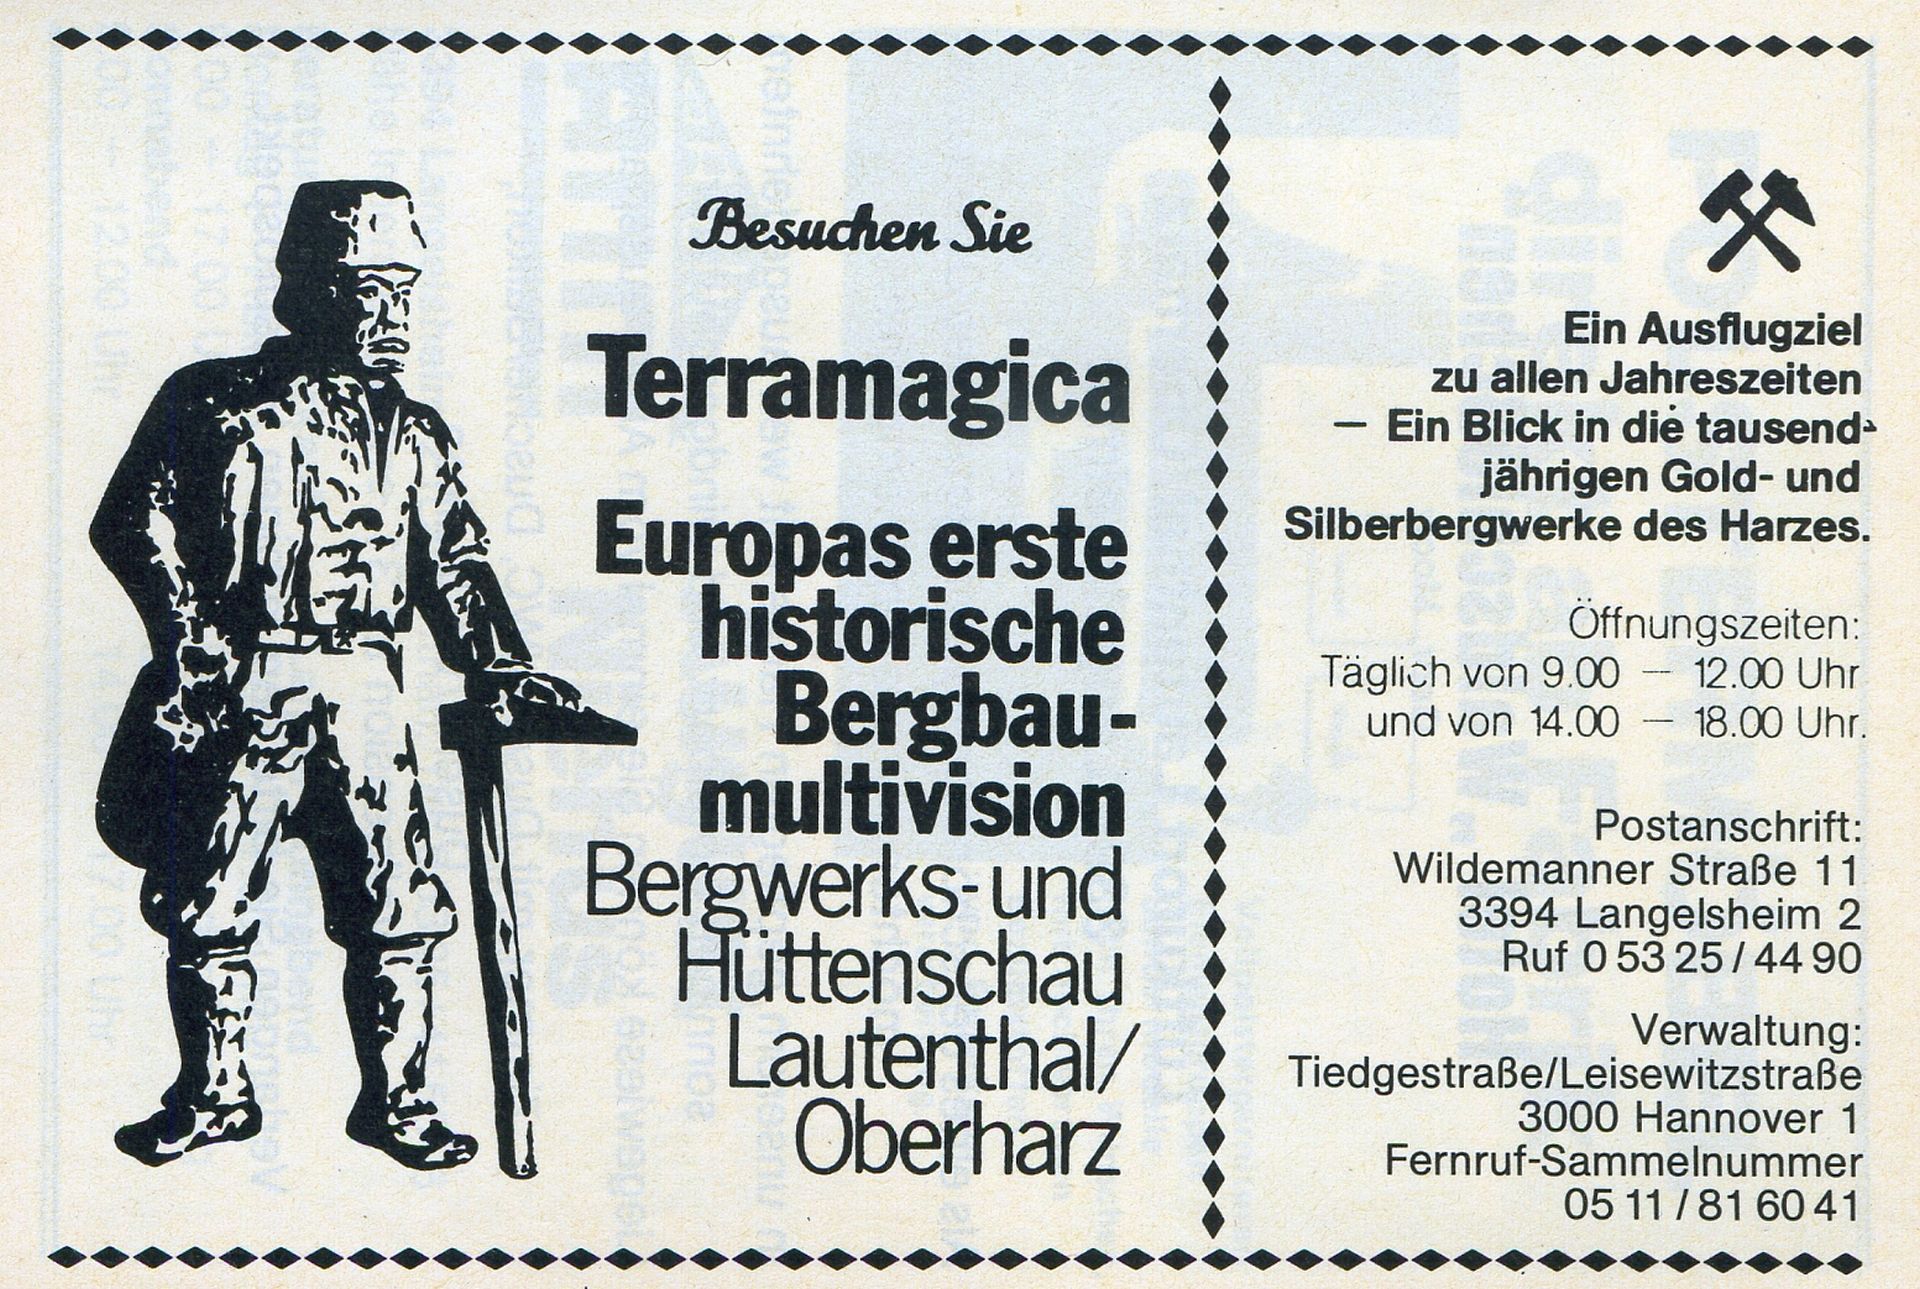 Besuchen Sie
Terramagica
Europas erste
historische
Bergbau-
multivision
Bergwerks- und
Hüttenschau
Lautenthal/
Oberharz
Ein Ausflugziel
zu allen Jahreszeiten
— Ein Blick in die tausend-
jährigen Gold- und
Silberbergwerke des Harzes.
Öffnungszeiten:
Täglich von 9.00 — 12.00 Uhr
und von 14.00 — 18.00 Uhr.
Postanschrift:
Wildemanner Straße 11
3394 Langelsheim 2
Ruf 0 53 25 / 44 90
Verwaltung:
Tiedgestraße/Leisewitzstraße
3000 Hannover 1
Fernruf-Sammelnummer
05 11 / 81 60 41